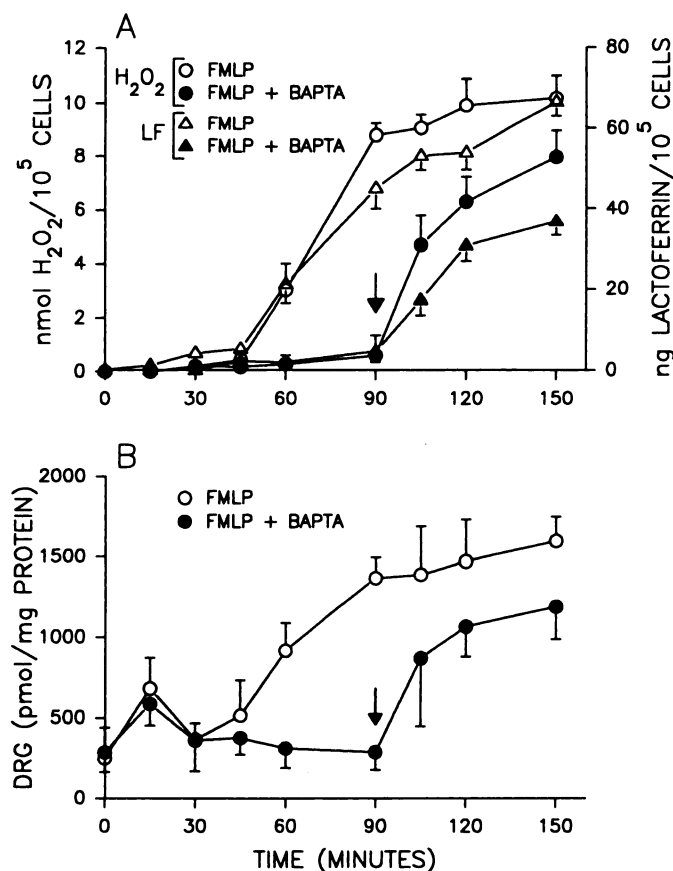 A
H2O2 FMLP
FMLP + BAPTA
LF FMLP
FMLP + BAPTA
nmol H2O2/10^5 CELLS
12
10
8
6
4
2
0
ng LACTOFERRIN/10^5 CELLS
80
60
40
20
0
0 30 60 90 120 150
B
FMLP
FMLP + BAPTA
DRG (pmol/mg PROTEIN)
2000
1500
1000
500
0
0 30 60 90 120 150
TIME (MINUTES)